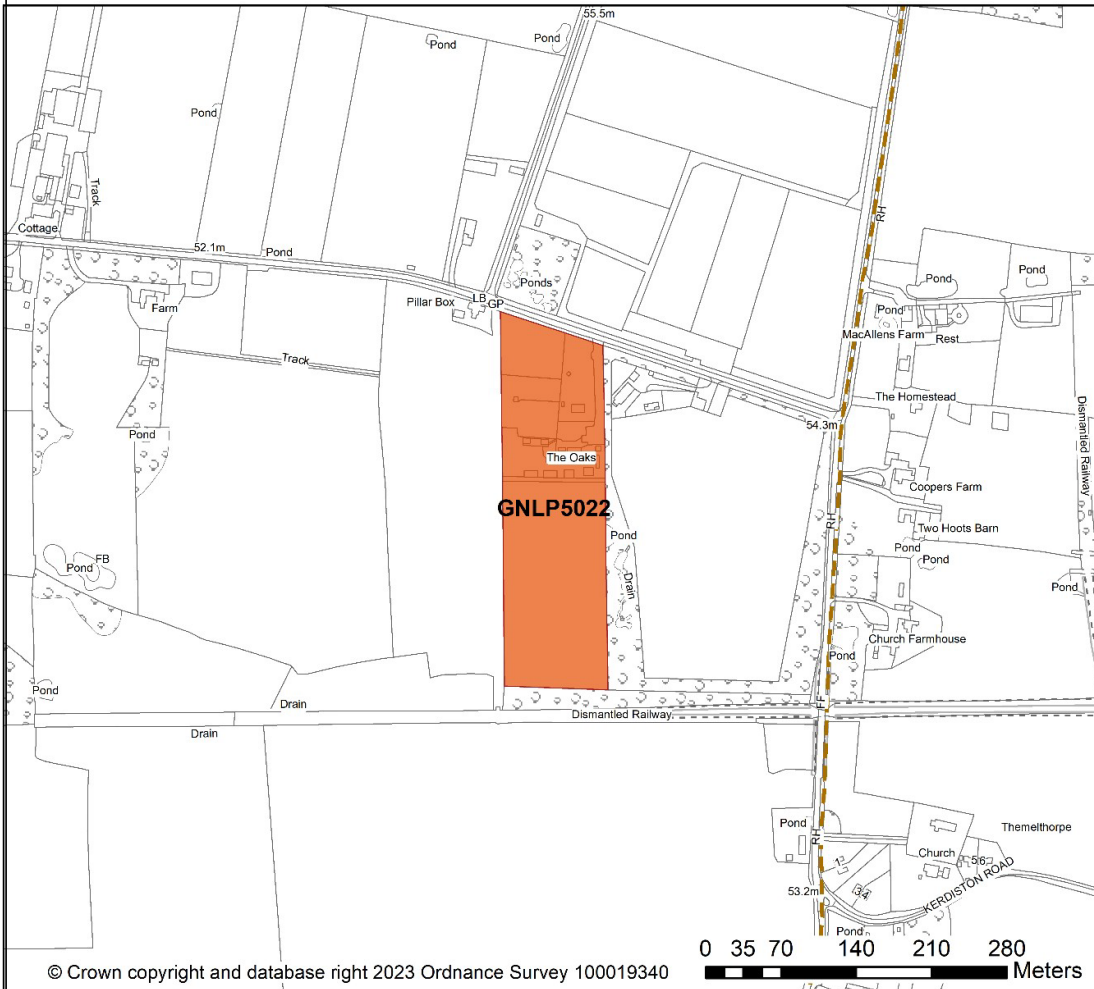 55.5m
Pond
Pond
Pond
Track
RH
Cottage
52.1m
Pond
Ponds
Pond
Pond
LB
GP
Pillar Box
Farm
Pond
MacAllens Farm
Rest
Track
The Homestead
Dismantled Railway
54.3m
Pond
The Oaks
Coopers Farm
GNLP5022
RH
Two Hoots Barn
Pond
Pond
Pond
FB
Pond
Drain
Pond
Church Farmhouse
Pond
Pond
Drain
FF
Dismantled Railway
Drain
Pond
RH
Themelthorpe
Church
56
1
34
53.2m
KERDISTON ROAD
Pond
0 35 70 140 210 280
Meters
© Crown copyright and database right 2023 Ordnance Survey 100019340